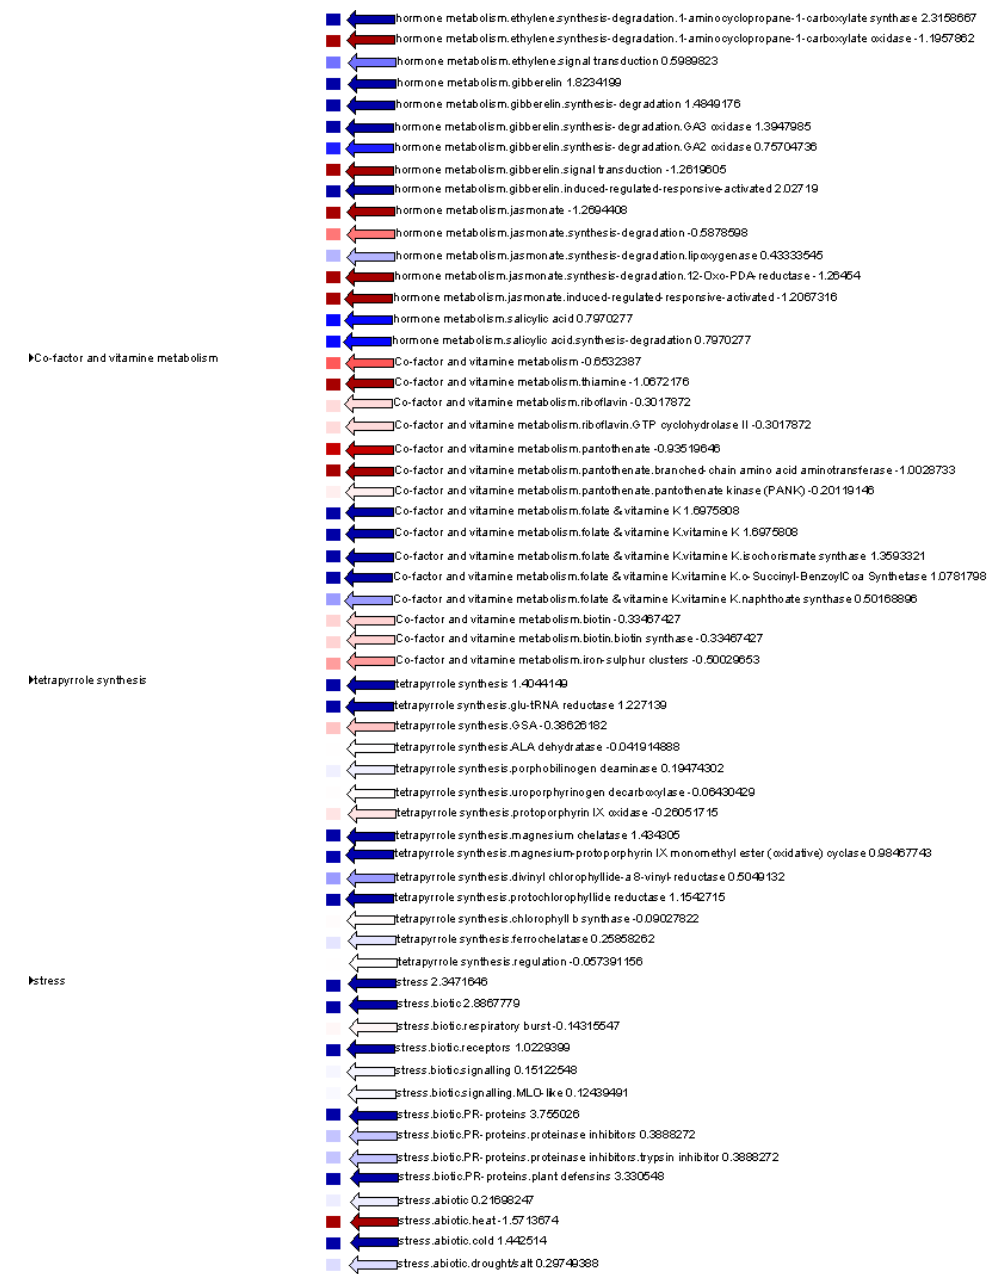 hormone metabolism.ethylene.synthesis-degradation.1-aminocyclopropane-1-carboxylate synthase 2.3158667
hormone metabolism.ethylene.synthesis-degradation.1-aminocyclopropane-1-carboxylate oxidase -1.1957862
hormone metabolism.ethylene.signal transduction 0.5989823
hormone metabolism.gibberelin 1.8234199
hormone metabolism.gibberelin.synthesis-degradation 1.4849176
hormone metabolism.gibberelin.synthesis-degradation.GA3 oxidase 1.3947985
hormone metabolism.gibberelin.synthesis-degradation.GA2 oxidase 0.75704736
hormone metabolism.gibberelin.signal transduction -1.2619605
hormone metabolism.gibberelin.induced-regulated-responsive-activated 2.02719
hormone metabolism.jasmonate -1.2694408
hormone metabolism.jasmonate.synthesis-degradation -0.5878598
hormone metabolism.jasmonate.synthesis-degradation.lipoxygenase 0.43333545
hormone metabolism.jasmonate.synthesis-degradation.12-Oxo-PDA-reductase -1.26454
hormone metabolism.jasmonate.induced-regulated-responsive-activated -1.2067316
hormone metabolism.salicylic acid 0.7970277
hormone metabolism.salicylic acid.synthesis-degradation 0.7970277
Co-factor and vitamine metabolism
Co-factor and vitamine metabolism -0.6532387
Co-factor and vitamine metabolism.thiamine -1.0672176
Co-factor and vitamine metabolism.riboflavin -0.3017872
Co-factor and vitamine metabolism.riboflavin.GTP cyclohydrolase II -0.3017872
Co-factor and vitamine metabolism.pantothenate -0.93519646
Co-factor and vitamine metabolism.pantothenate.branched-chain amino acid aminotransferase -1.0028733
Co-factor and vitamine metabolism.pantothenate.pantothenate kinase (PANK) -0.20119146
Co-factor and vitamine metabolism.folate & vitamine K 1.6975808
Co-factor and vitamine metabolism.folate & vitamine K.vitamine K 1.6975808
Co-factor and vitamine metabolism.folate & vitamine K.vitamine K.isochorismate synthase 1.3593321
Co-factor and vitamine metabolism.folate & vitamine K.vitamine K.o-Succinyl-BenzoylCoa Synthetase 1.0781798
Co-factor and vitamine metabolism.folate & vitamine K.vitamine K.naphthoate synthase 0.50168896
Co-factor and vitamine metabolism.biotin -0.33467427
Co-factor and vitamine metabolism.biotin.biotin synthase -0.33467427
Co-factor and vitamine metabolism.iron-sulphur clusters -0.50029653
tetrapyrrole synthesis
tetrapyrrole synthesis 1.4044149
tetrapyrrole synthesis.glu-tRNA reductase 1.227139
tetrapyrrole synthesis.GSA -0.38626182
tetrapyrrole synthesis.ALA dehydratase -0.041914888
tetrapyrrole synthesis.porphobilinogen deaminase 0.19474302
tetrapyrrole synthesis.uroporphyrinogen decarboxylase -0.06430429
tetrapyrrole synthesis.protoporphyrin IX oxidase -0.26051715
tetrapyrrole synthesis.magnesium chelatase 1.434305
tetrapyrrole synthesis.magnesium-protoporphyrin IX monomethyl ester (oxidative) cyclase 0.98467743
tetrapyrrole synthesis.divinyl chlorophyllide-a 8-vinyl-reductase 0.5049132
tetrapyrrole synthesis.protochlorophyllide reductase 1.1542715
tetrapyrrole synthesis.chlorophyll b synthase -0.09027822
tetrapyrrole synthesis.ferrochelatase 0.25858262
tetrapyrrole synthesis.regulation -0.057391156
stress
stress 2.3471646
stress.biotic 2.8867779
stress.biotic.respiratory burst -0.14315547
stress.biotic.receptors 1.0229399
stress.biotic.signalling 0.15122548
stress.biotic.signalling.MLO-like 0.12439491
stress.biotic.PR-proteins 3.755026
stress.biotic.PR-proteins.proteinase inhibitors 0.3888272
stress.biotic.PR-proteins.proteinase inhibitors.trypsin inhibitor 0.3888272
stress.biotic.PR-proteins.plant defensins 3.330548
stress.abiotic 0.21698247
stress.abiotic.heat -1.5713674
stress.abiotic.cold 1.442514
stress.abiotic.drought/salt 0.29749388